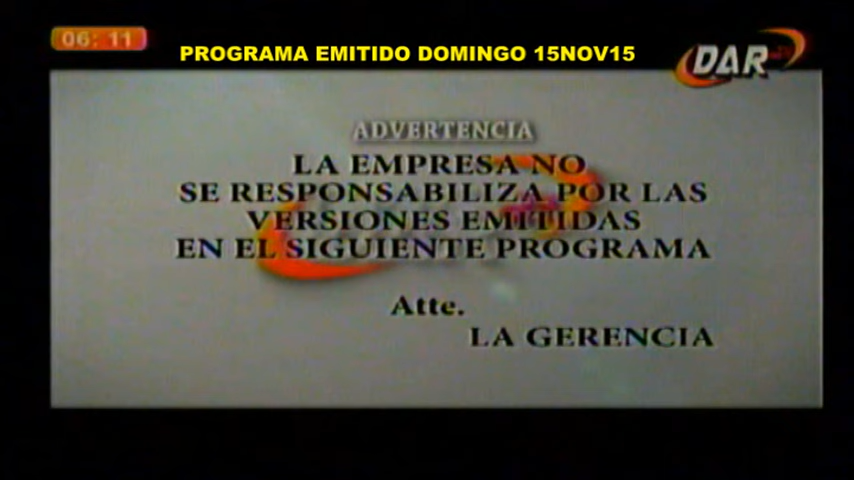 06:11
PROGRAMA EMITIDO DOMINGO 15NOV15
DAR
ADVERTENCIA
LA EMPRESA NO
SE RESPONSABILIZA POR LAS
VERSIONES EMITIDAS
EN EL SIGUIENTE PROGRAMA
Atte.
LA GERENCIA